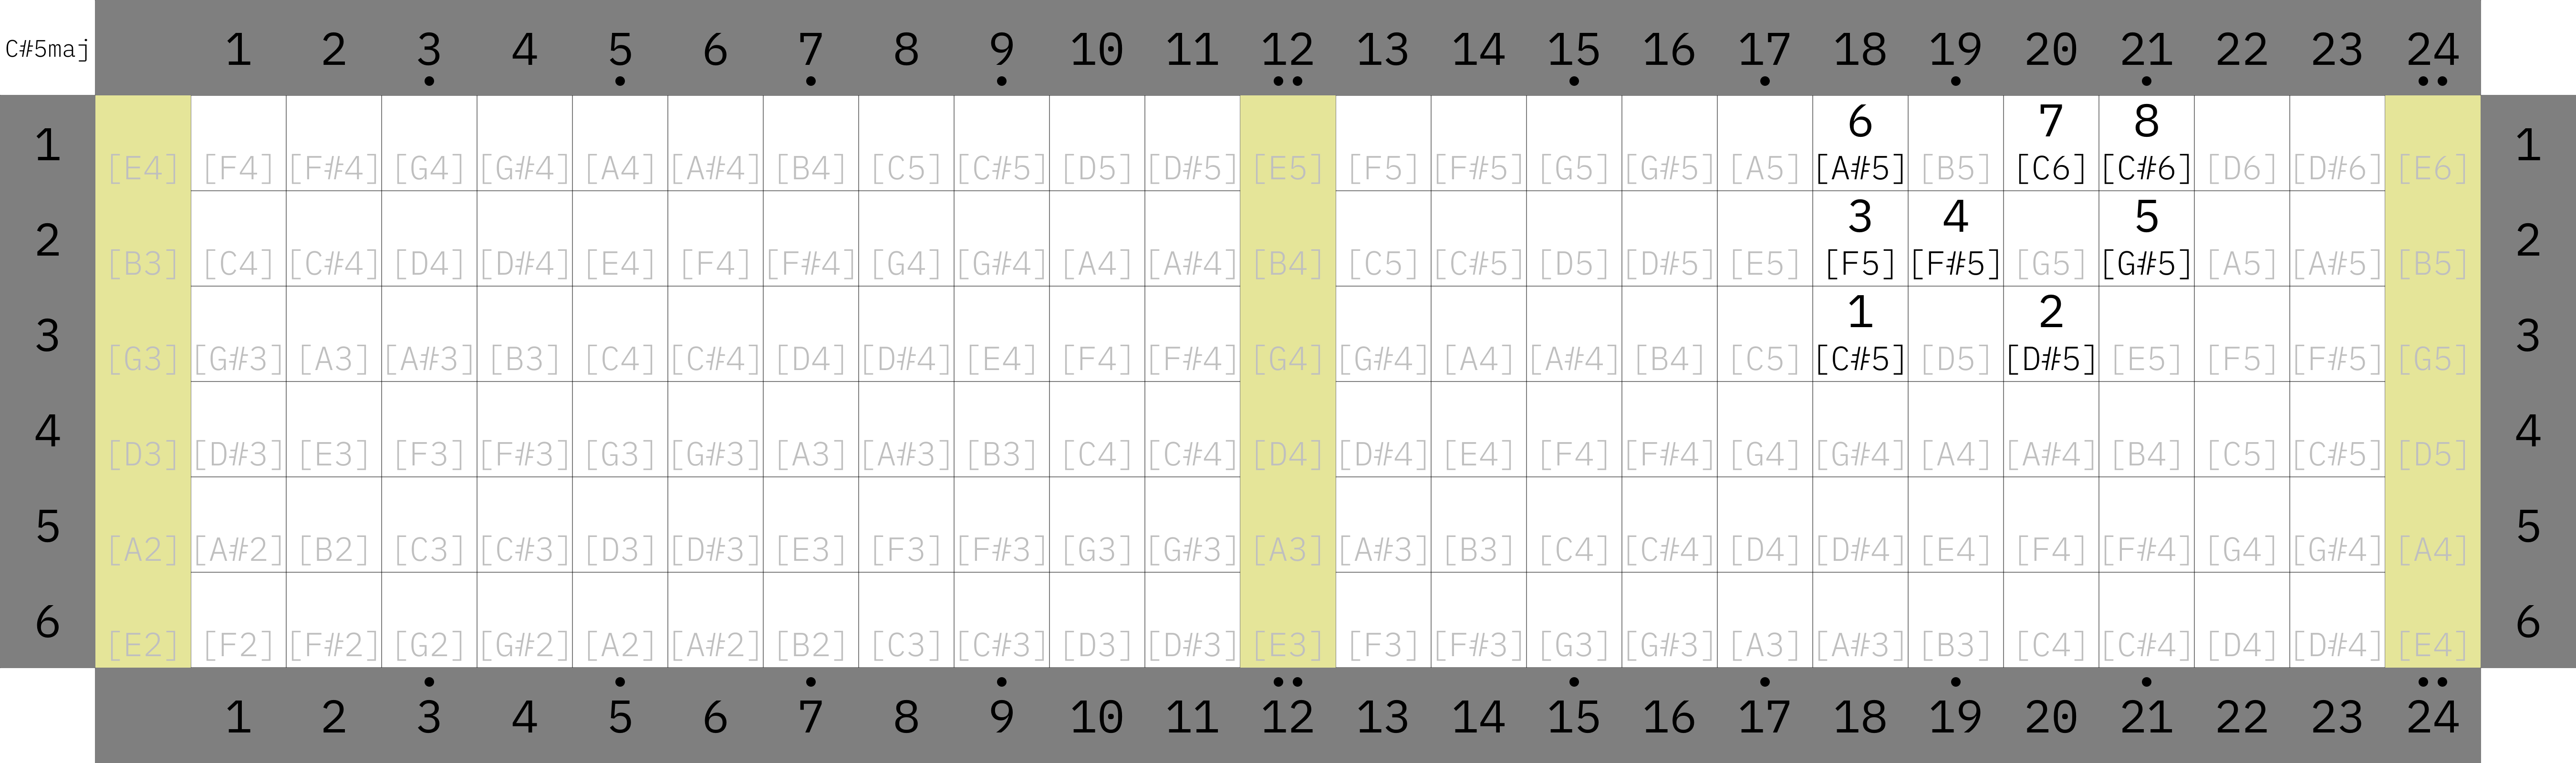 C#5maj 1 2 3 4 5 6 7 8 9 10 11 12 13 14 15 16 17 18 19 20 21 22 23 24
6 7 8
1 [E4] [F4] [F#4] [G4] [G#4] [A4] [A#4] [B4] [C5] [C#5] [D5] [D#5] [E5] [F5] [F#5] [G5] [G#5] [A5] [A#5] [B5] [C6] [C#6] [D6] [D#6] [E6] 1
3 4 5
2 [B3] [C4] [C#4] [D4] [D#4] [E4] [F4] [F#4] [G4] [G#4] [A4] [A#4] [B4] [C5] [C#5] [D5] [D#5] [E5] [F5] [F#5] [G5] [G#5] [A5] [A#5] [B5] 2
1 2
3 [G3] [G#3] [A3] [A#3] [B3] [C4] [C#4] [D4] [D#4] [E4] [F4] [F#4] [G4] [G#4] [A4] [A#4] [B4] [C5] [C#5] [D5] [D#5] [E5] [F5] [F#5] [G5] 3
4 [D3] [D#3] [E3] [F3] [F#3] [G3] [G#3] [A3] [A#3] [B3] [C4] [C#4] [D4] [D#4] [E4] [F4] [F#4] [G4] [G#4] [A4] [A#4] [B4] [C5] [C#5] [D5] 4
5 [A2] [A#2] [B2] [C3] [C#3] [D3] [D#3] [E3] [F3] [F#3] [G3] [G#3] [A3] [A#3] [B3] [C4] [C#4] [D4] [D#4] [E4] [F4] [F#4] [G4] [G#4] [A4] 5
6 [E2] [F2] [F#2] [G2] [G#2] [A2] [A#2] [B2] [C3] [C#3] [D3] [D#3] [E3] [F3] [F#3] [G3] [G#3] [A3] [A#3] [B3] [C4] [C#4] [D4] [D#4] [E4] 6
1 2 3 4 5 6 7 8 9 10 11 12 13 14 15 16 17 18 19 20 21 22 23 24